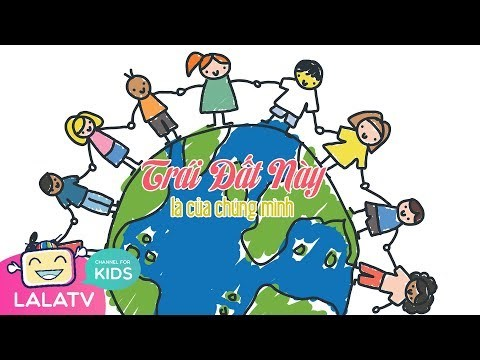 Trái Đất Này
là của chúng mình
CHANNEL FOR
KIDS
LALATV